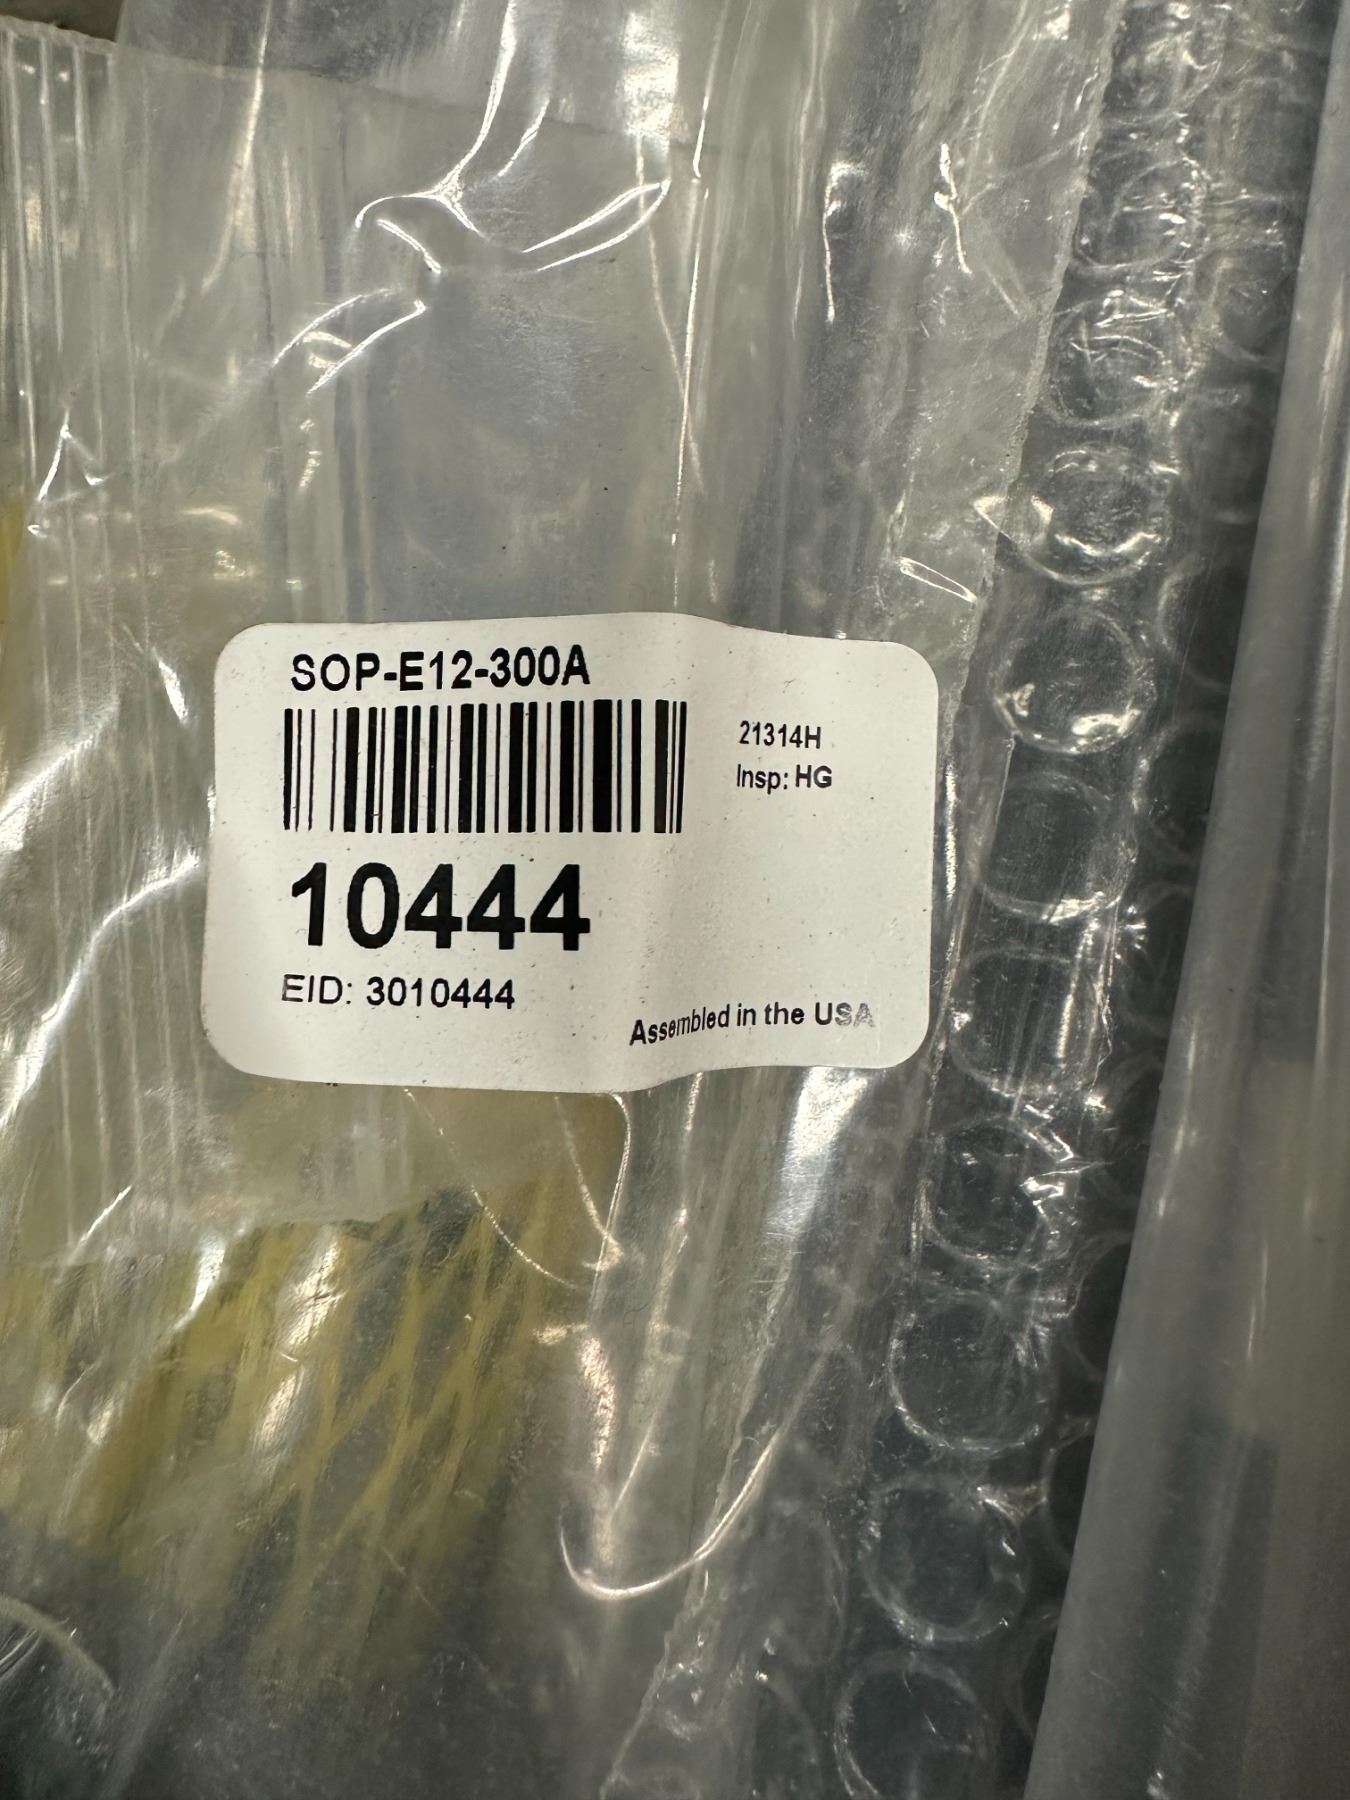 SOP-E12-300A
21314H
Insp: HG
10444
EID: 3010444
Assembled in the USA